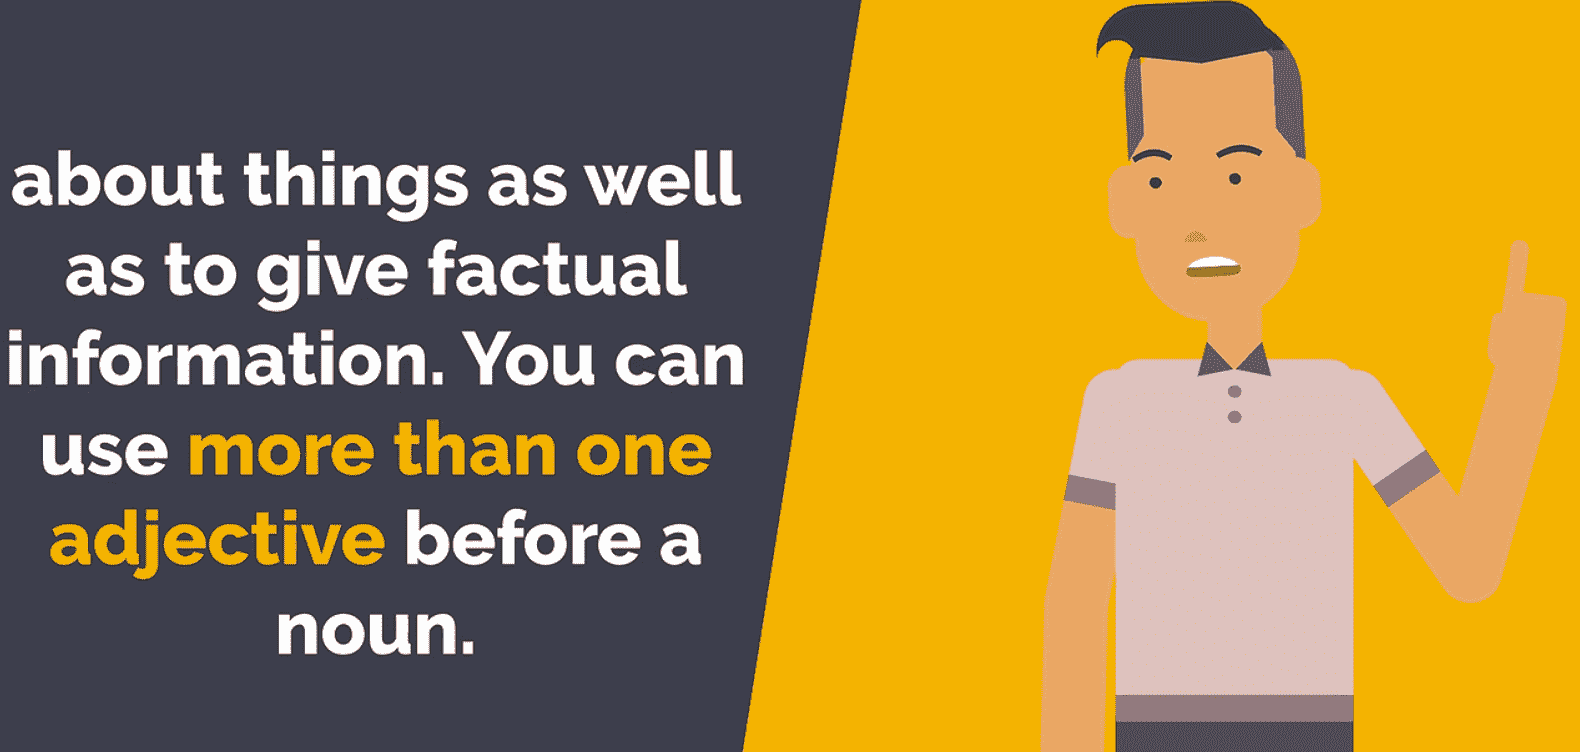 about things as well
as to give factual
information. You can
use more than one
adjective before a
noun.